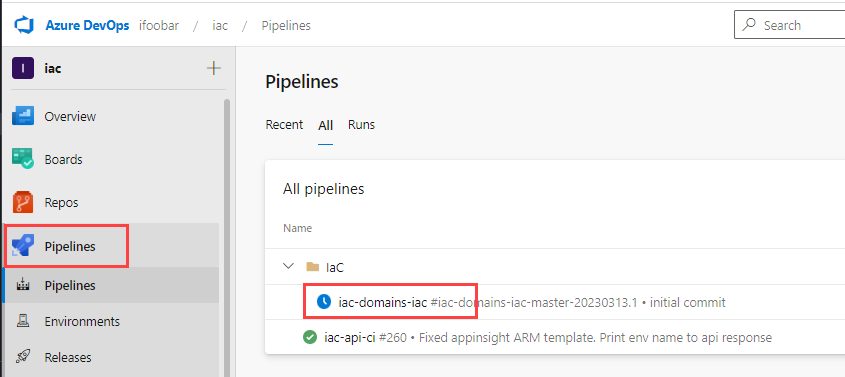 Azure DevOps ifoobar / iac / Pipelines
Search
I iac +
Overview
Boards
Repos
Pipelines
Pipelines
Environments
Releases
Pipelines
Recent All Runs
All pipelines
Name
IaC
iac-domains-iac #iac-domains-iac-master-20230313.1 • initial commit
iac-api-ci #260 • Fixed appinsight ARM template. Print env name to api response